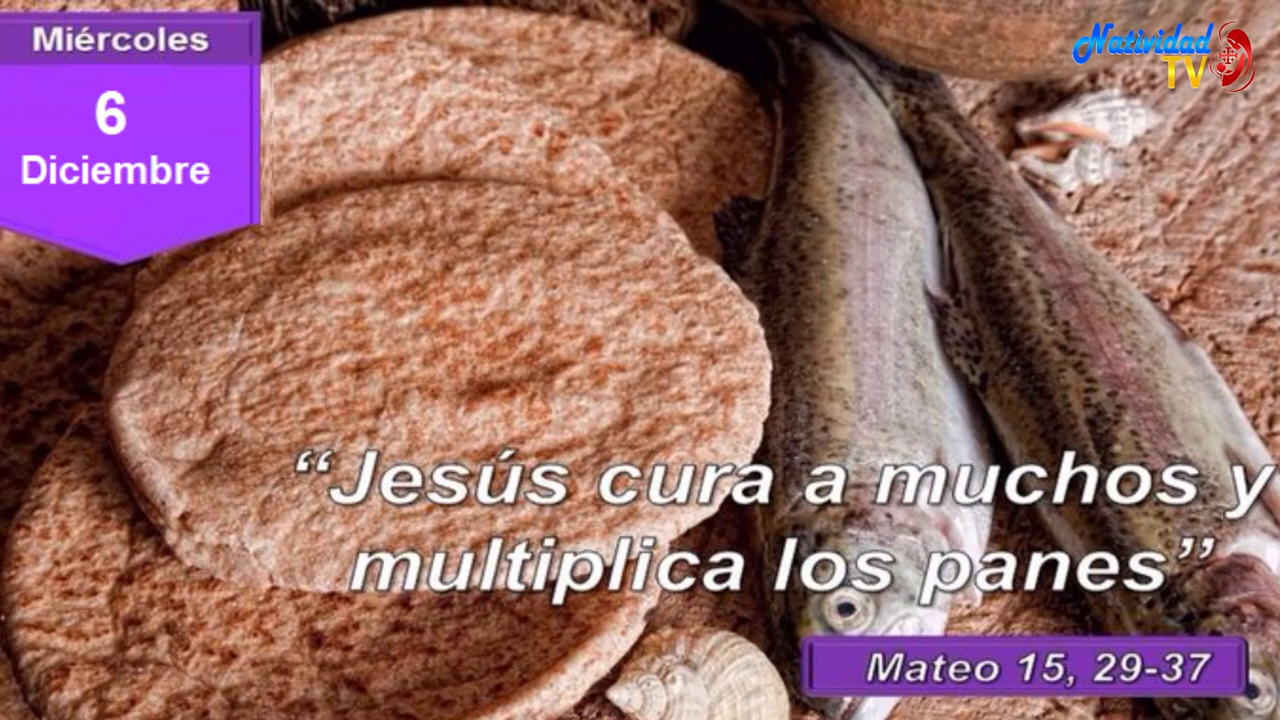 Miércoles
6
Diciembre
Natividad
TV
“Jesús cura a muchos y
multiplica los panes”
Mateo 15, 29-37